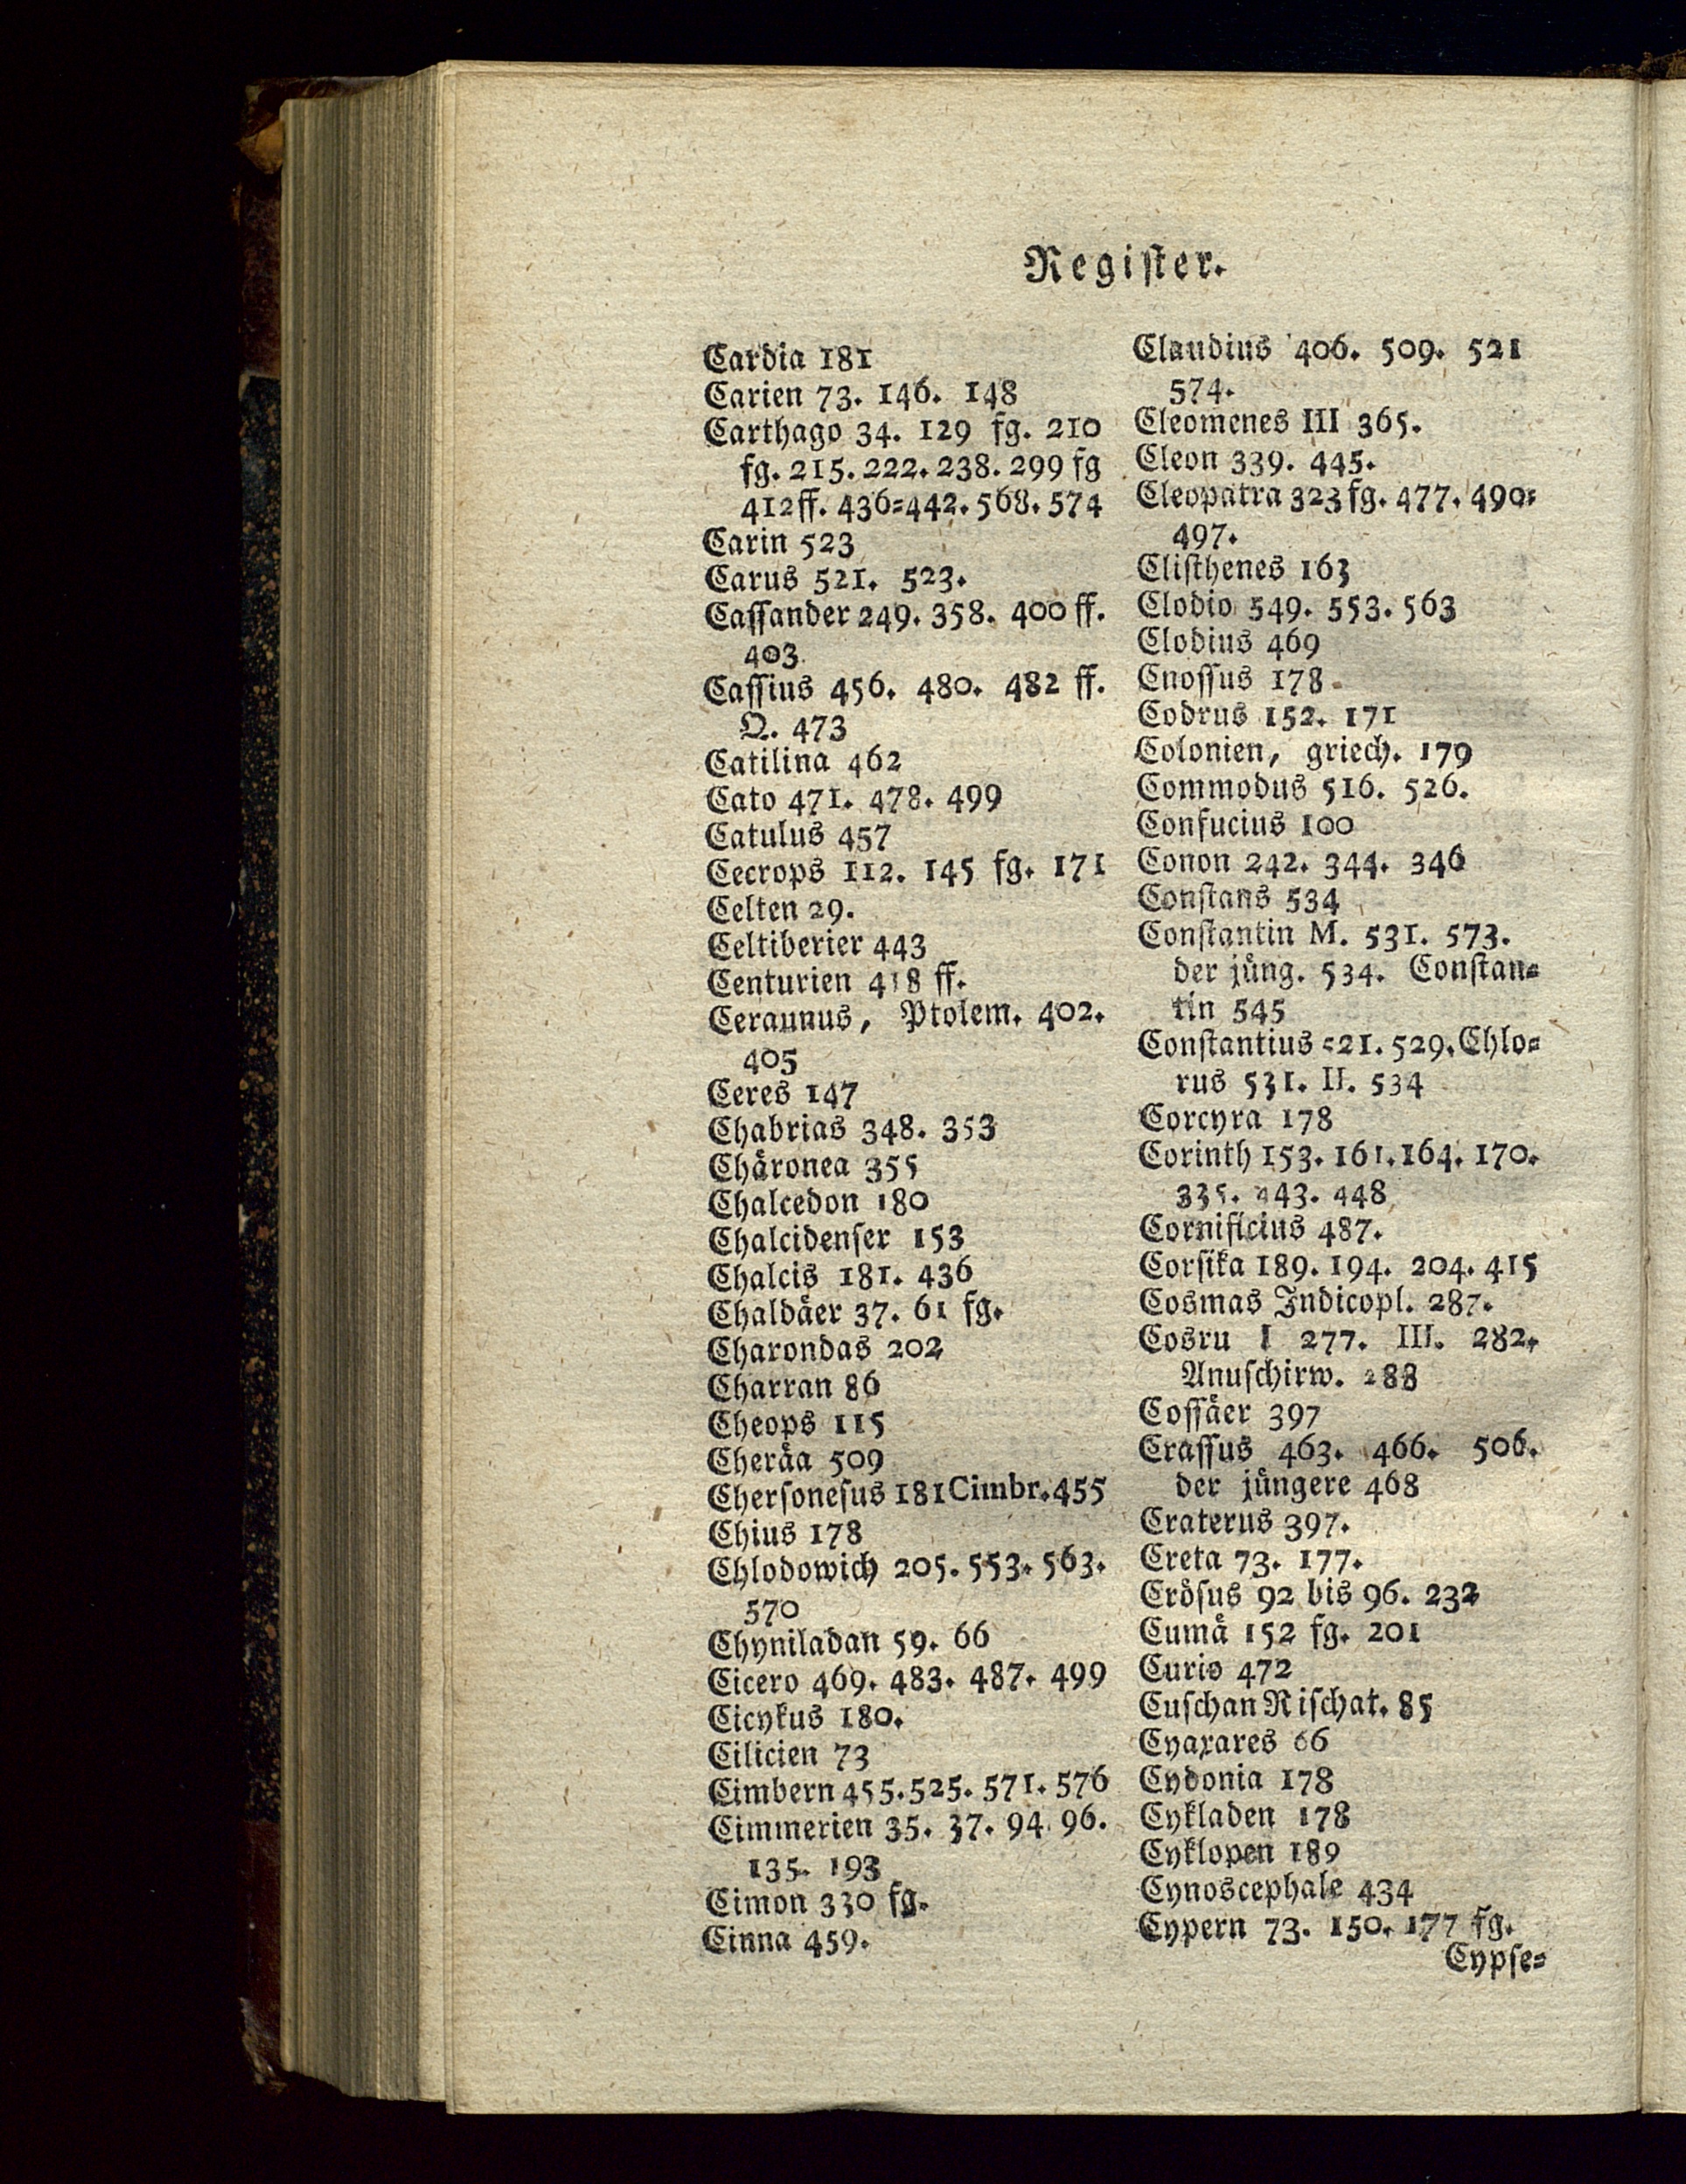 Regiſter.
Cardia 181
Carien 73. 146. 148
Carthago 34. 129 fg. 210
fg. 215. 222. 238. 299 fg
412ff. 436=442. 568. 574
Carin 523
Carus 521. 523.
Caſſander 249. 358. 400 ff.
403
Caſſius 456. 480. 482 ff.
Q. 473
Catilina 462
Cato 471. 478. 499
Catulus 457
Cecrops 112. 145 fg. 171
Celten 29.
Celtiberier 443
Centurien 418 ff.
Ceraunus, Ptolem. 402.
405
Ceres 147
Chabrias 348. 353
Chäronea 355
Chalcedon 180
Chalcidenſer 153
Chalcis 181. 436
Chaldäer 37. 61 fg.
Charondas 202
Charran 86
Cheops 115
Cheräa 509
Cherſoneſus 181 Cimbr. 455
Chius 178
Chlodowich 205. 553. 563.
570
Chyniladan 59. 66
Cicero 469. 483. 487. 499
Cicykus 180.
Cilicien 73
Cimbern 455. 525. 571. 576
Cimmerien 35. 37. 94 96.
135. 193
Cimon 330 fg.
Cinna 459.
Claudius 406. 509. 521
574.
Cleomenes III 365.
Cleon 339. 445.
Cleopatra 323 fg. 477. 490=
497.
Cliſthenes 163
Clodio 549. 553. 563
Clodius 469
Cnoſſus 178
Codrus 152. 171
Colonien, griech. 179
Commodus 516. 526.
Confucius 100
Conon 242. 344. 346
Conſtans 534
Conſtantin M. 531. 573.
der jüng. 534. Conſtan=
tin 545
Conſtantius 521. 529. Chlo=
rus 531. II. 534
Corcyra 178
Corinth 153. 161. 164. 170.
335. 443. 448
Cornificius 487.
Corſika 189. 194. 204. 415
Cosmas Indicopl. 287.
Cosru I 277. III. 282.
Anuſchirw. 288
Coſſäer 397
Craſſus 463. 466. 506.
der jüngere 468
Craterus 397.
Creta 73. 177.
Cröſus 92 bis 96. 232
Cumä 152 fg. 201
Curio 472
Cuſchan Riſchat. 85
Cyaxares 66
Cydonia 178
Cykladen 178
Cyklopen 189
Cynoscephale 434
Cypern 73. 150. 177 fg.
Cypſe=